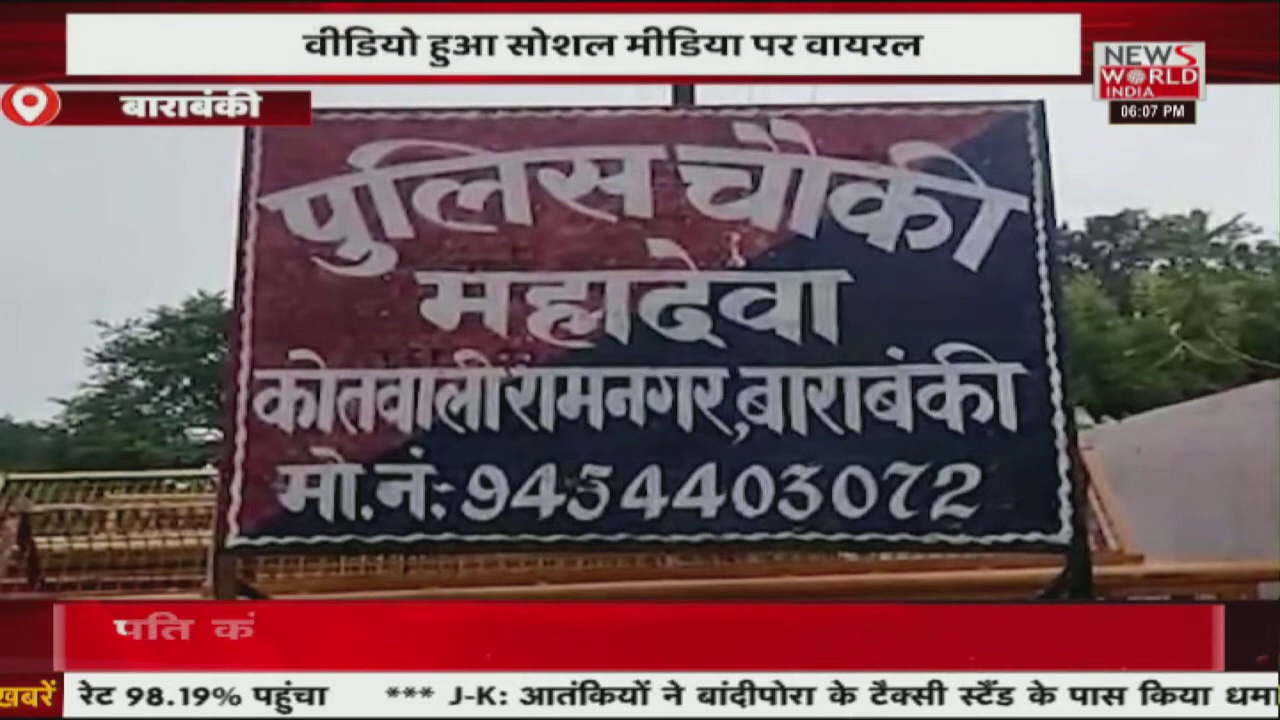 वीडियो हुआ सोशल मीडिया पर वायरल
NEWS
WORLD
INDIA
06:07 PM
बाराबंकी
पुलिस चौकी
महादेवा
कोतवाली रामनगर, बाराबंकी
मो.नं:- 9454403072
पति
खबरें रेट 98.19% पहुंचा *** J-K: आतंकियों ने बांदीपोरा के टैक्सी स्टैंड के पास किया